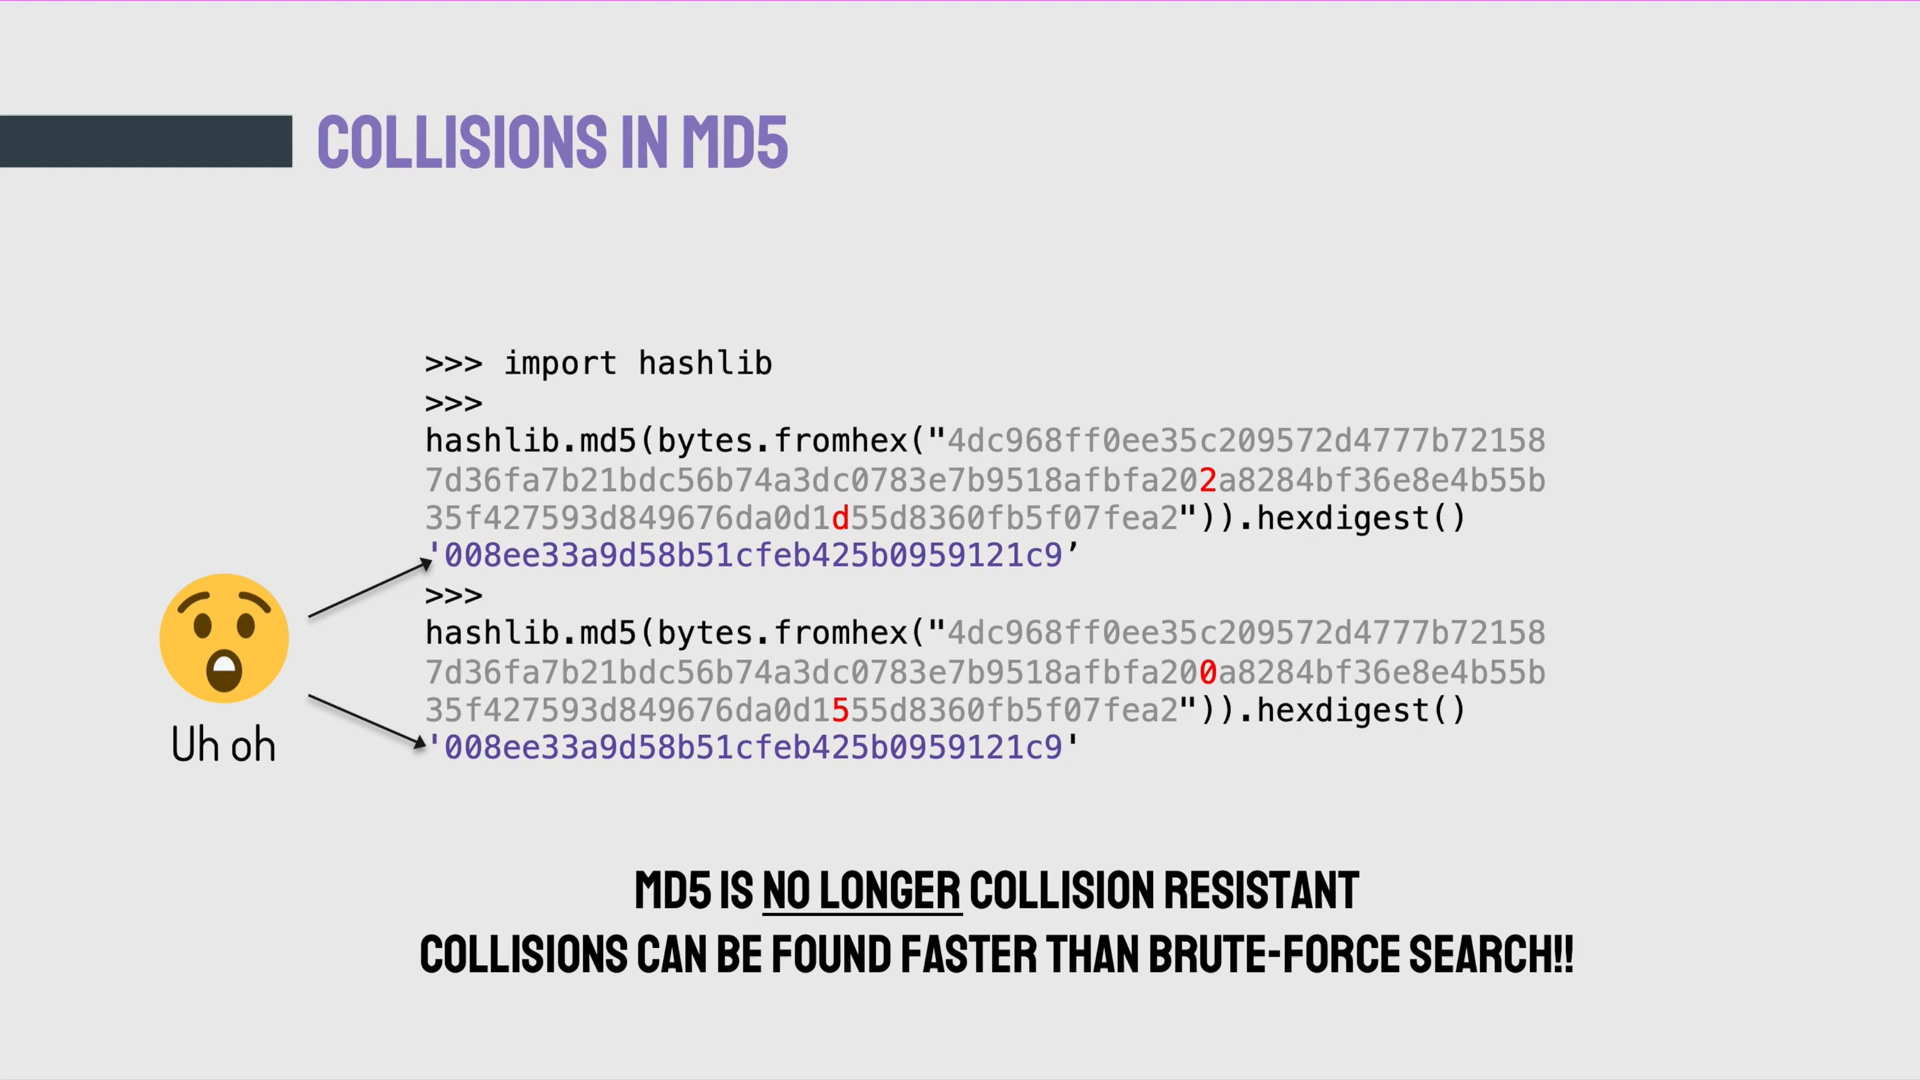 COLLISIONS IN MD5
>>> import hashlib
>>>
hashlib.md5(bytes.fromhex("4dc968ff0ee35c209572d4777b72158
7d36fa7b21bdc56b74a3dc0783e7b9518afbfa202a8284bf36e8e4b55b
35f427593d849676da0d1d55d8360fb5f07fea2")).hexdigest()
'008ee33a9d58b51cfeb425b0959121c9’
>>>
hashlib.md5(bytes.fromhex("4dc968ff0ee35c209572d4777b72158
7d36fa7b21bdc56b74a3dc0783e7b9518afbfa200a8284bf36e8e4b55b
35f427593d849676da0d1555d8360fb5f07fea2")).hexdigest()
'008ee33a9d58b51cfeb425b0959121c9'
Uh oh
MD5 IS NO LONGER COLLISION RESISTANT
COLLISIONS CAN BE FOUND FASTER THAN BRUTE-FORCE SEARCH!!